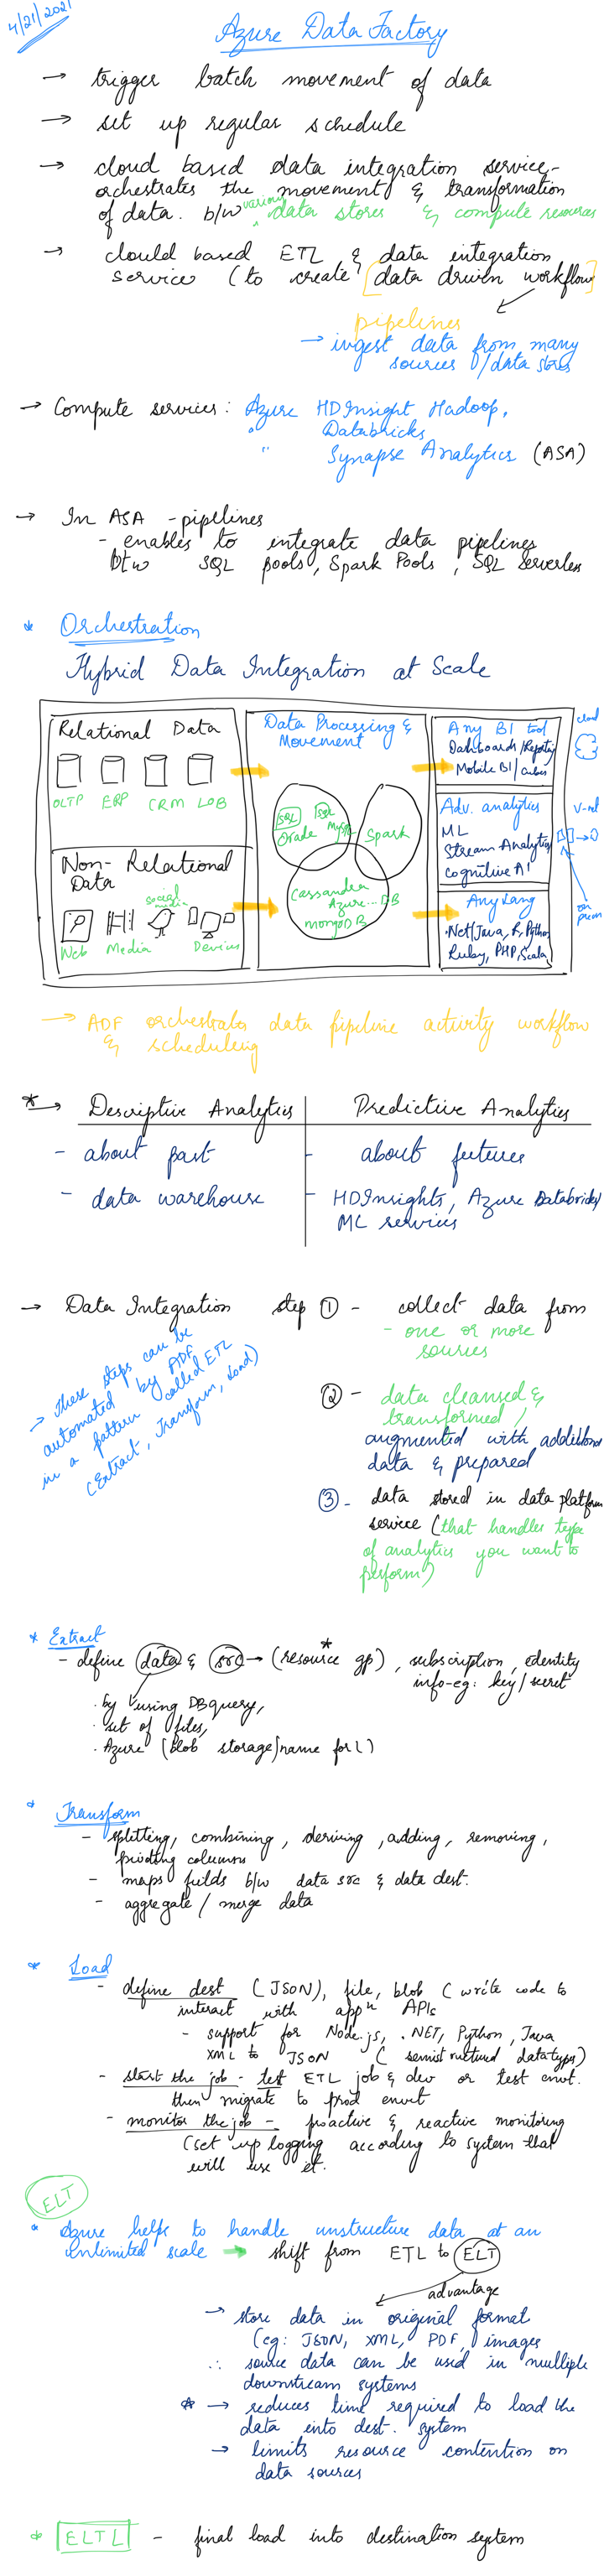 4/21/2021
Azure Data Factory
→ trigger batch movement of data
→ set up regular schedule
→ cloud based data integration service-
orchestrates the movement & transformation
of data. b/w various data stores & compute resources
→ clould based ETL & data integration
service (to create [data driven workflow]
pipelines
→ ingest data from many
sources / data stores
→ Compute services: Azure HDInsight Hadoop,
" Databricks
" Synapse Analytics (ASA)
→ In ASA - pipelines
- enables to integrate data pipelines
btw SQL pools, Spark Pools, SQL serverless
* Orchestration
Hybrid Data Integration at Scale
Relational Data
OLTP ERP CRM LOB
Non-Relational
Data
social
media
Web Media Devices
Data Processing &
Movement
SQL SQL
Oracle MySQL Spark
Cassandra
Azure... DB
mongoDB
Any BI tool
Dashboards/Reporting
Mobile BI/cubes
Adv. analytics
ML
Stream Analytics
Cognitive AI
Any Lang
.Net/Java, R, Python
Ruby, PHP, Scala
cloud
on
prem
→ ADF orchestrates data pipeline activity workflow
& scheduling
* → Descriptive Analytics | Predictive Analytics
- about past - about futures
- data warehouse - HDInsights, Azure Databricks/
ML services
→ Data Integration step ① - collect data from
- one or more
sources
→ These steps can be
automated by ADF
in a pattern called ETL
(Extract, Transform, Load)
② - data cleansed &
transformed /
augmented with additional
data & prepared
③ - data stored in data platform
service (that handles type
of analytics you want to
perform)
* Extract
- define data & src → (resource gp), subscription, identity
info-eg: key/secret
. by using DB query,
. set of files,
. Azure (blob storage/name for)
* Transform
- splitting, combining, deriving, adding, removing,
pivoting columns
- maps fields b/w data src & data dest.
- aggregate / merge data
* Load
- define dest (JSON), file, blob (write code to
interact with appn APIs
- support for Node.js, .NET, Python, Java
XML to JSON (semistructured datatypes)
- start the job - test ETL job & dev or test envt.
then migrate to prod envt
- monitor the job - proactive & reactive monitoring
(set up logging according to system that
will use it.
ELT
* Azure helps to handle unstructure data at an
unlimited scale → shift from ETL to ELT
advantage
→ store data in original format
(eg: JSON, XML, PDF, images
∴ source data can be used in multiple
downstream systems
* → reduces time required to load the
data into dest. system
→ limits resource contention on
data sources
* ELTL - final load into destination system